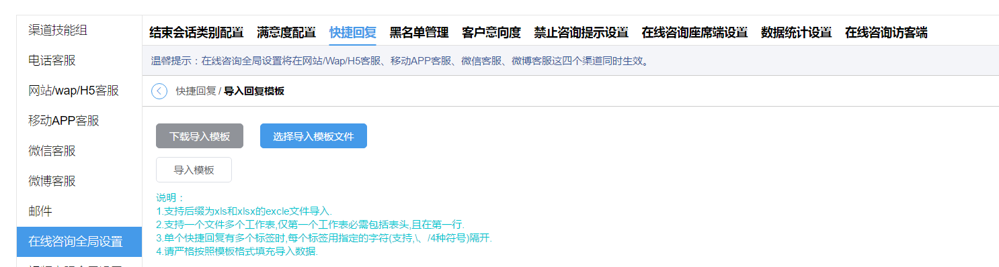 渠道技能组
电话客服
网站/wap/H5客服
移动APP客服
微信客服
微博客服
邮件
在线咨询全局设置
结束会话类别配置 满意度配置 快捷回复 黑名单管理 客户意向度 禁止咨询提示设置 在线咨询座席端设置 数据统计设置 在线咨询访客端
温馨提示：在线咨询全局设置将在网站/Wap/H5客服、移动APP客服、微信客服、微博客服这四个渠道同时生效。
快捷回复 / 导入回复模板
下载导入模板 选择导入模板文件
导入模板
说明：
1.支持后缀为xls和xlsx的excle文件导入.
2.支持一个文件多个工作表,仅第一个工作表必需包括表头,且在第一行.
3.单个快捷回复有多个标签时,每个标签用指定的字符(支持,\、/4种符号)隔开.
4.请严格按照模板格式填充导入数据.